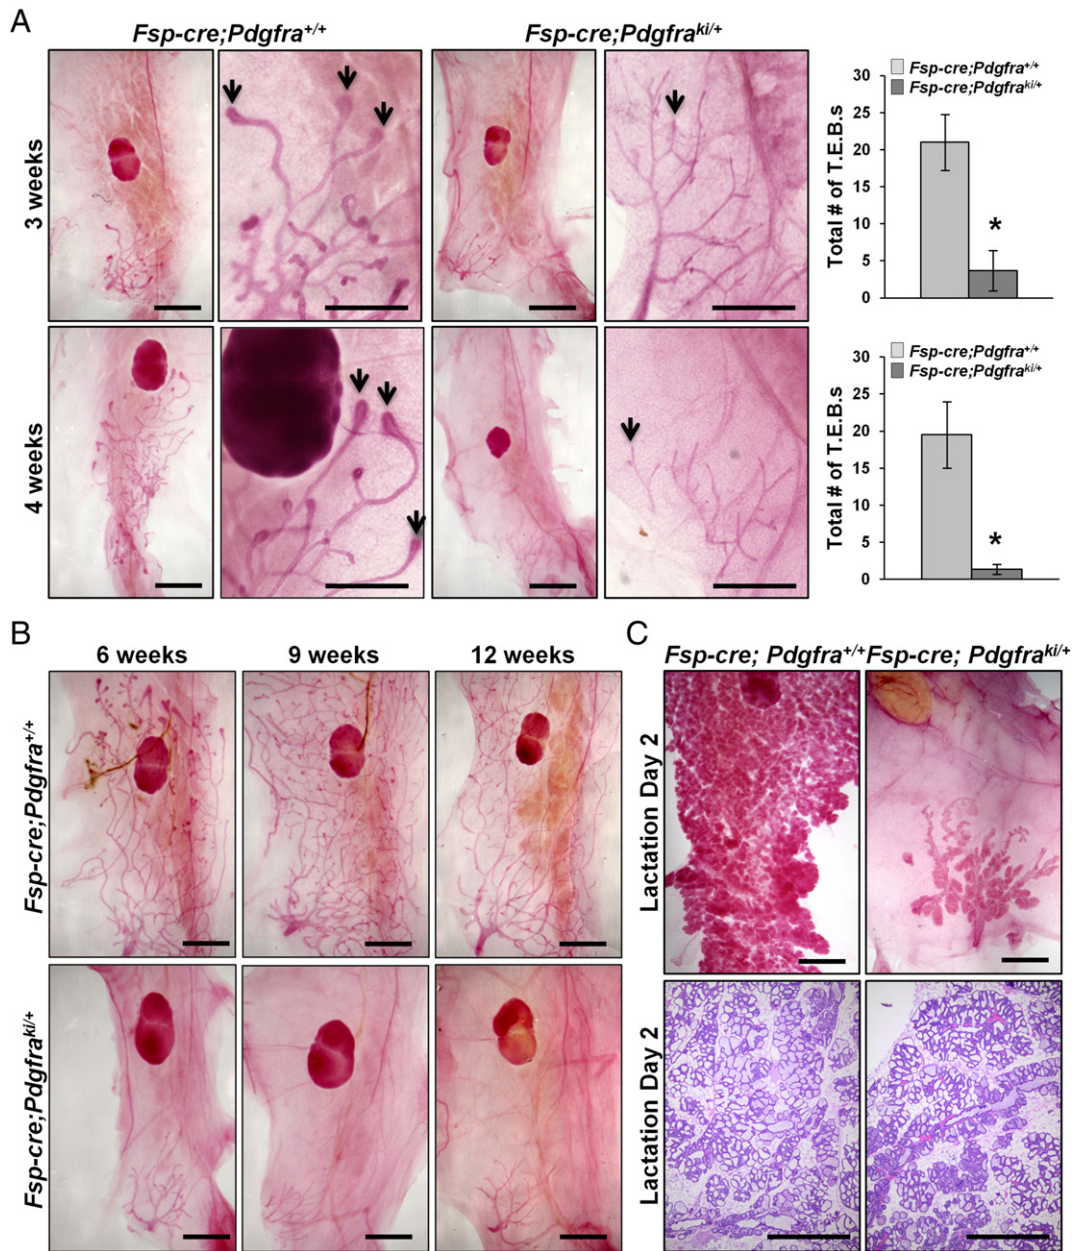 A
Fsp-cre;Pdgfra+/+
Fsp-cre;Pdgfraki/+
3 weeks
Fsp-cre;Pdgfra+/+
Fsp-cre;Pdgfraki/+
Total # of T.E.B.s
30
25
20
15
10
5
0
*
4 weeks
Fsp-cre;Pdgfra+/+
Fsp-cre;Pdgfraki/+
Total # of T.E.B.s
30
25
20
15
10
5
0
*
B
6 weeks
9 weeks
12 weeks
Fsp-cre;Pdgfra+/+
Fsp-cre;Pdgfraki/+
C
Fsp-cre; Pdgfra+/+
Fsp-cre; Pdgfraki/+
Lactation Day 2
Lactation Day 2